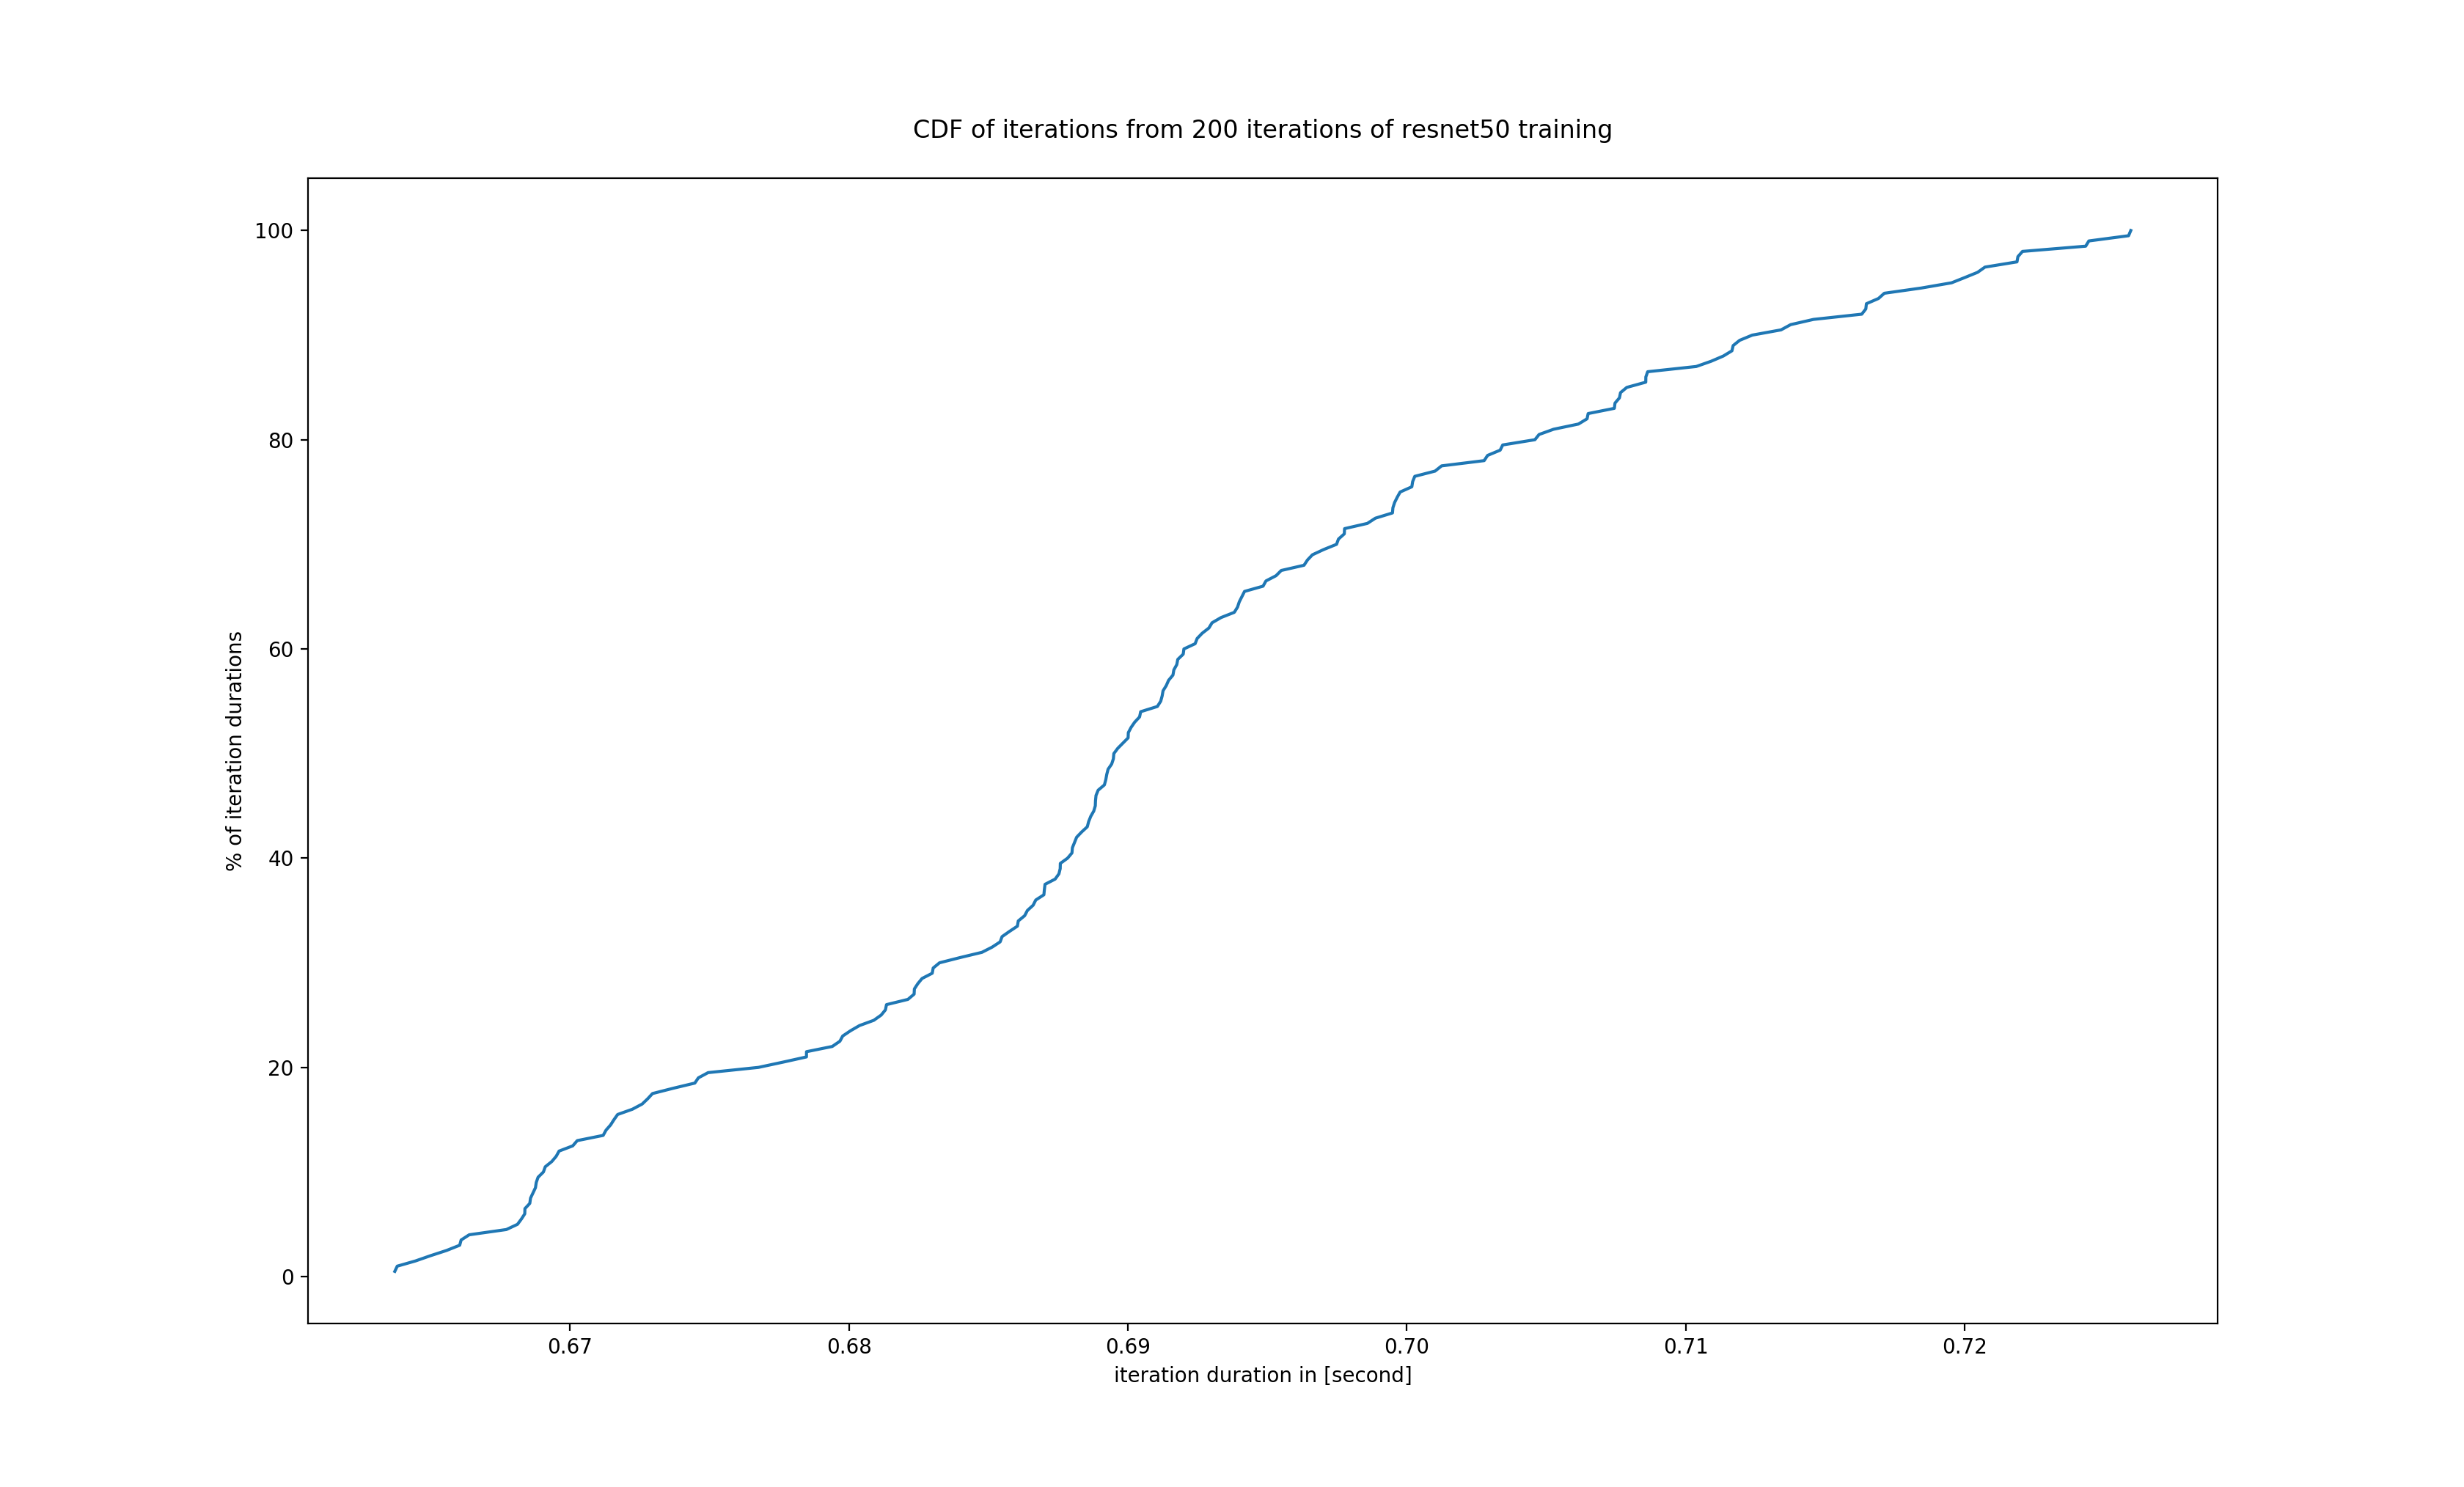 CDF of iterations from 200 iterations of resnet50 training
100
80
60
40
20
0
% of iteration durations
0.67 0.68 0.69 0.70 0.71 0.72
iteration duration in [second]